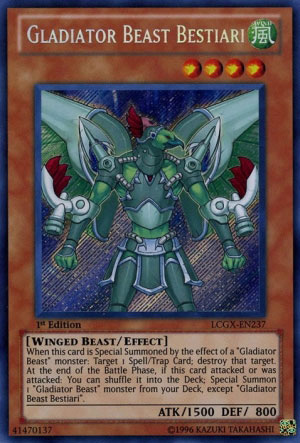 GLADIATOR BEAST BESTIARI
風
1st Edition
LCGX-EN237
[WINGED BEAST/EFFECT]
When this card is Special Summoned by the effect of a "Gladiator
Beast" monster: Target 1 Spell/Trap Card; destroy that target.
At the end of the Battle Phase, if this card attacked or was
attacked: You can shuffle it into the Deck; Special Summon
1 "Gladiator Beast" monster from your Deck, except "Gladiator
Beast Bestiari".
ATK/1500 DEF/ 800
41470137
©1996 KAZUKI TAKAHASHI